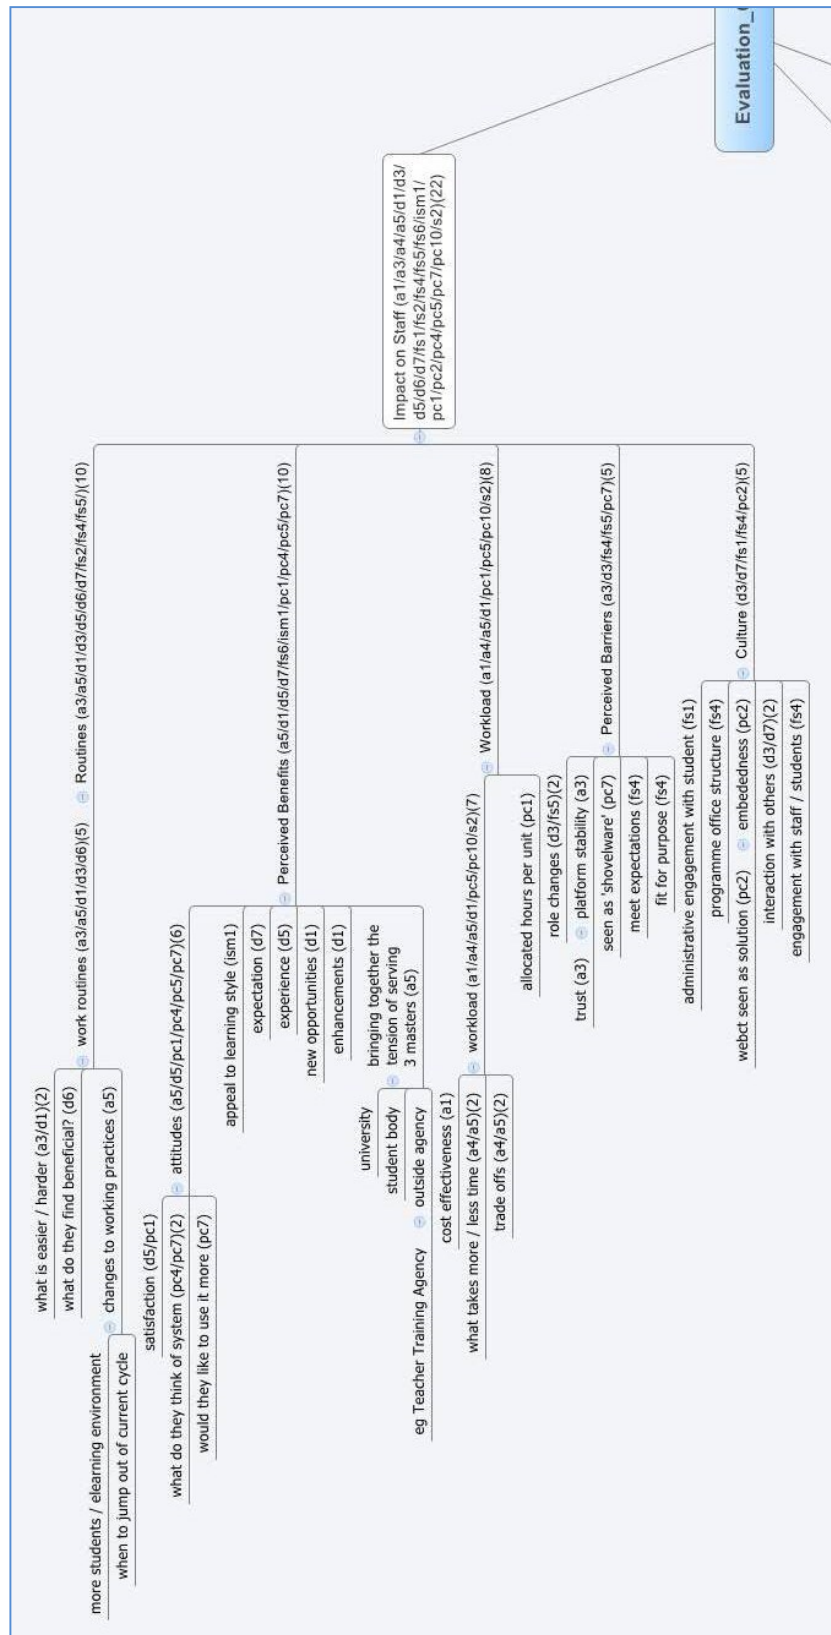 Evaluation_
Impact on Staff (a1/a3/a4/a5/d1/d3/
d5/d6/d7/fs1/fs2/fs4/fs5/fs6/ism1/
pc1/pc2/pc4/pc5/pc7/pc10/s2)(22)
Routines (a3/a5/d1/d3/d5/d6/d7/fs2/fs4/fs5/)(10)
work routines (a3/a5/d1/d3/d6)(5)
what is easier / harder (a3/d1)(2)
what do they find beneficial? (d6)
changes to working practices (a5)
more students / elearning environment
when to jump out of current cycle
Perceived Benefits (a5/d1/d5/d7/fs6/ism1/pc1/pc4/pc5/pc7)(10)
attitudes (a5/d5/pc1/pc4/pc5/pc7)(6)
satisfaction (d5/pc1)
what do they think of system (pc4/pc7)(2)
would they like to use it more (pc7)
appeal to learning style (ism1)
expectation (d7)
experience (d5)
new opportunities (d1)
enhancements (d1)
bringing together the
tension of serving
3 masters (a5)
university
student body
outside agency
eg Teacher Training Agency
Workload (a1/a4/a5/d1/pc1/pc5/pc10/s2)(8)
workload (a1/a4/a5/d1/pc5/pc10/s2)(7)
cost effectiveness (a1)
what takes more / less time (a4/a5)(2)
trade offs (a4/a5)(2)
allocated hours per unit (pc1)
Perceived Barriers (a3/d3/fs4/fs5/pc7)(5)
role changes (d3/fs5)(2)
platform stability (a3)
trust (a3)
seen as 'shovelware' (pc7)
meet expectations (fs4)
fit for purpose (fs4)
Culture (d3/d7/fs1/fs4/pc2)(5)
administrative engagement with student (fs1)
programme office structure (fs4)
embededness (pc2)
webct seen as solution (pc2)
interaction with others (d3/d7)(2)
engagement with staff / students (fs4)